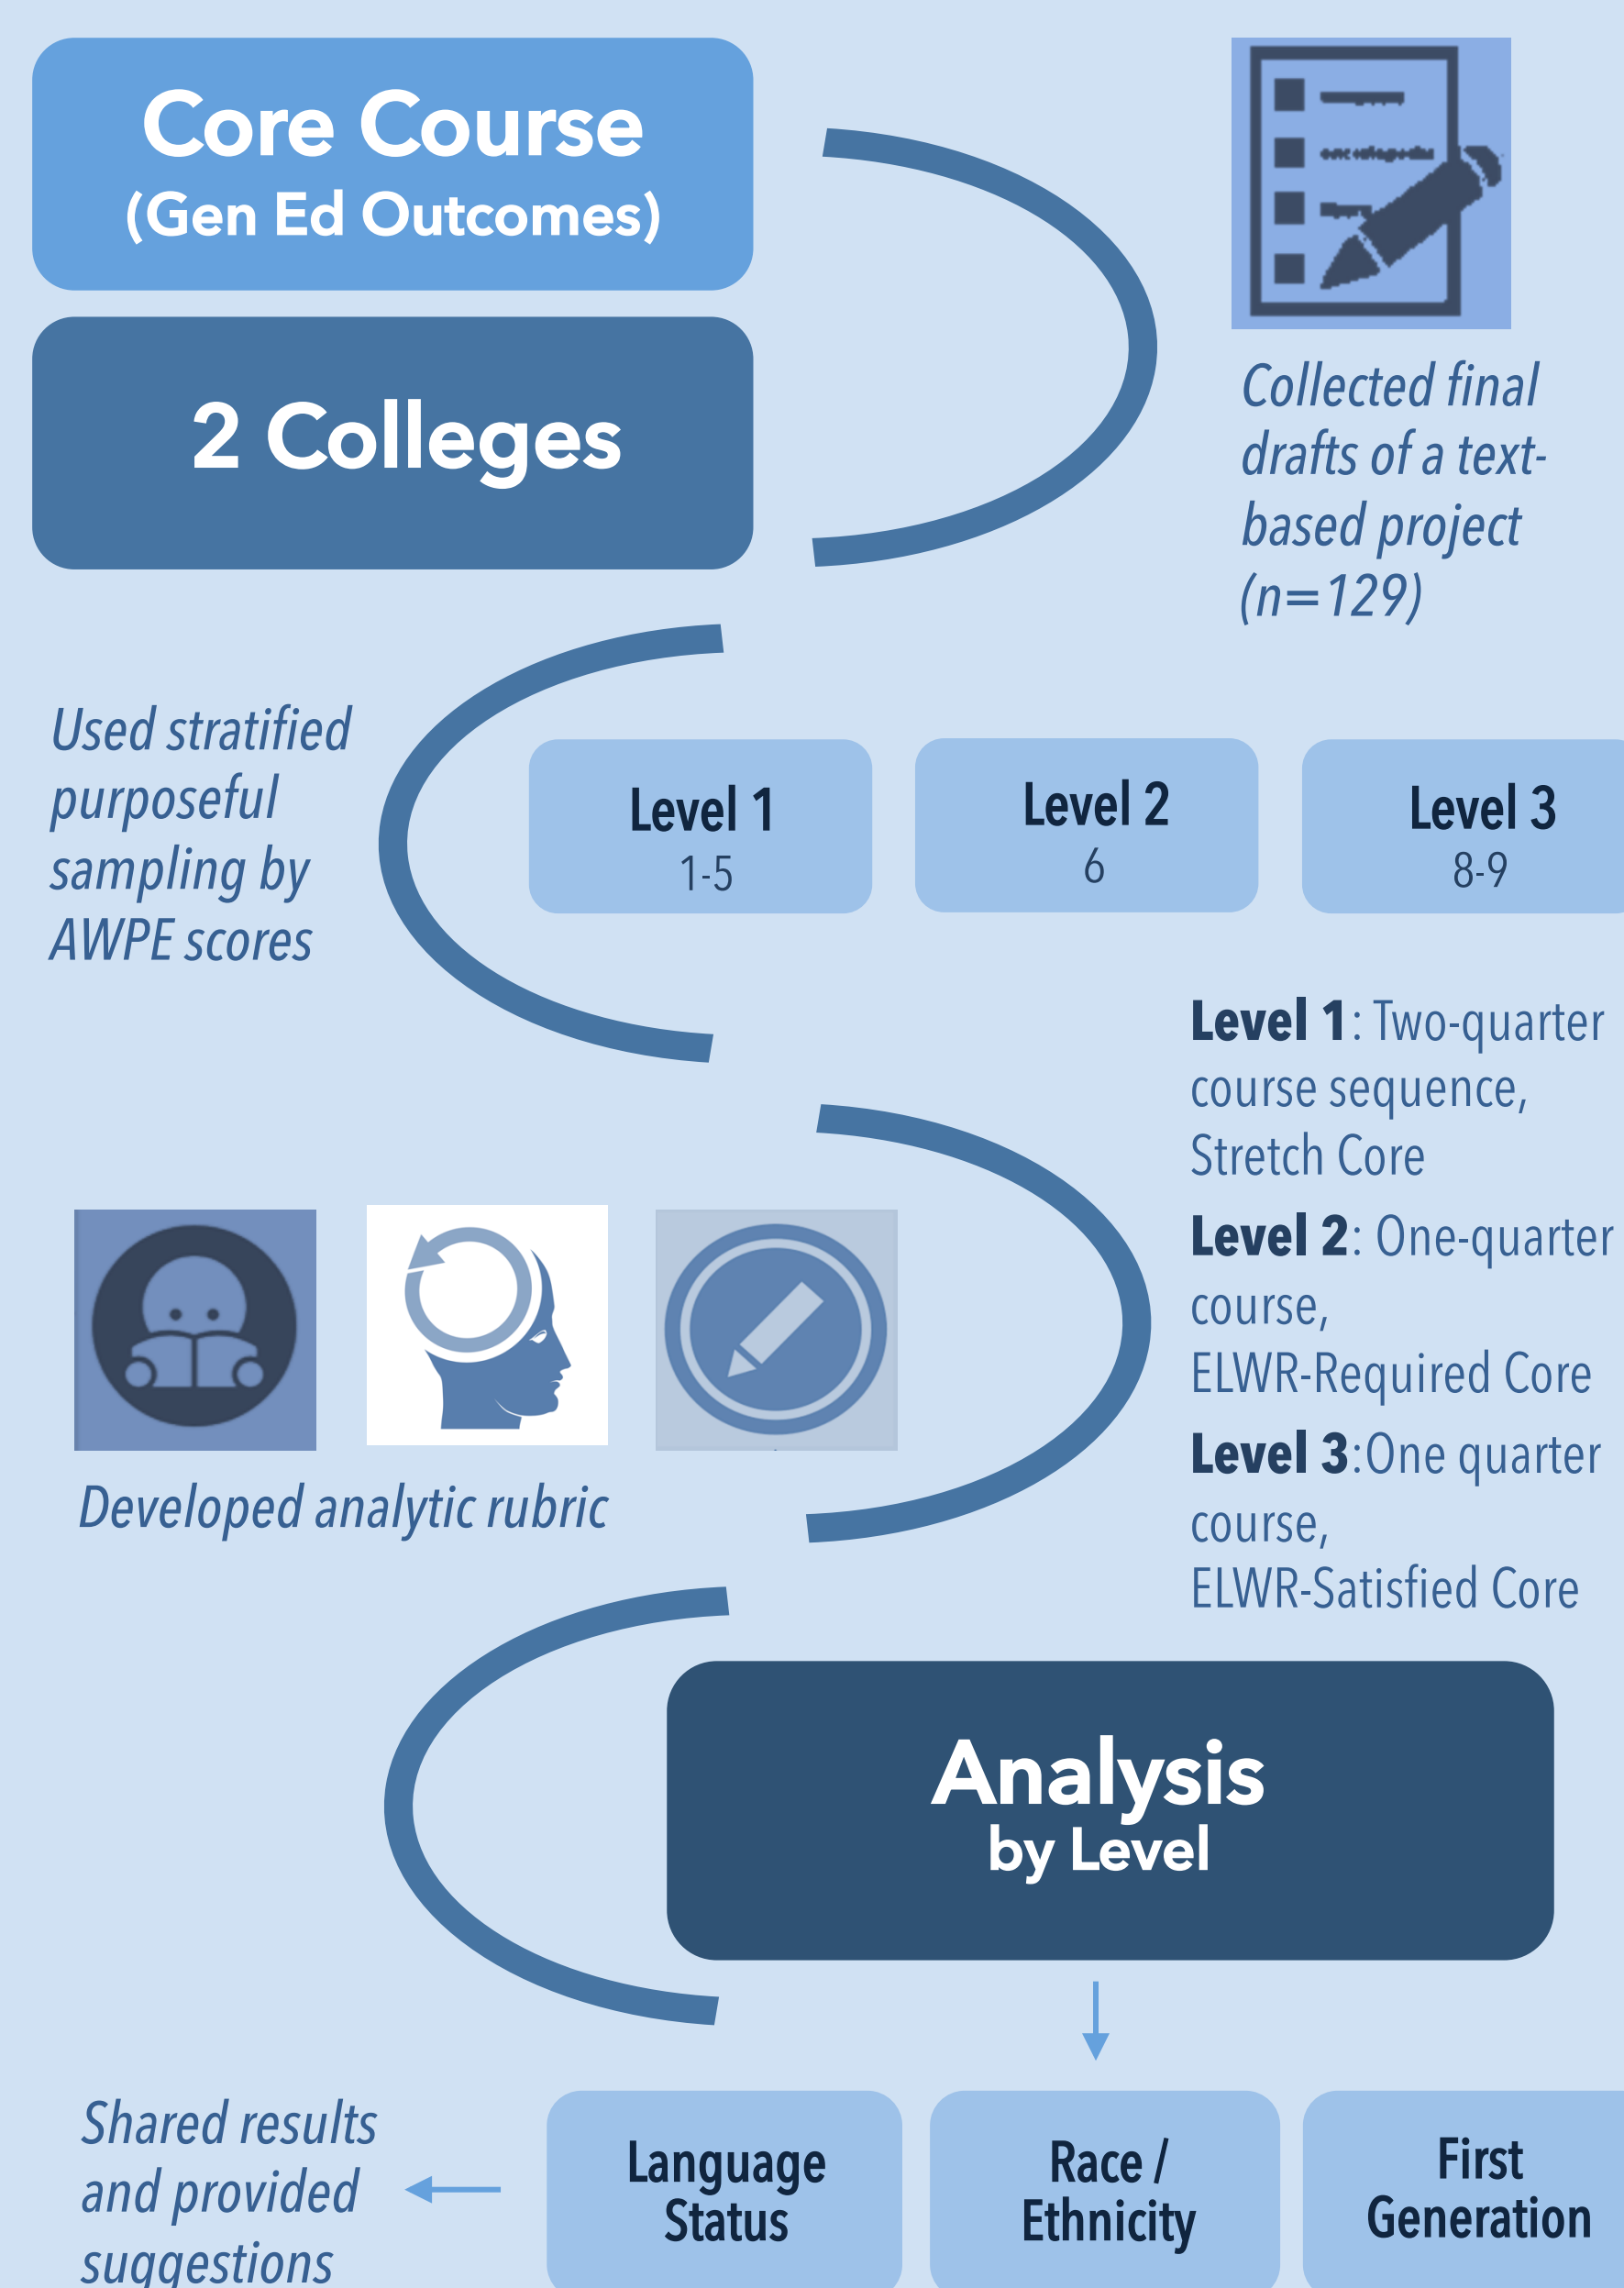 Core Course
(Gen Ed Outcomes)
2 Colleges
Collected final
drafts of a text-
based project
(n=129)
Used stratified
purposeful
sampling by
AWPE scores
Level 1
1-5
Level 2
6
Level 3
8-9
Level 1: Two-quarter
course sequence,
Stretch Core
Level 2: One-quarter
course,
ELWR-Required Core
Level 3:One quarter
course,
ELWR-Satisfied Core
Developed analytic rubric
Analysis
by Level
Language
Status
Race /
Ethnicity
First
Generation
Shared results
and provided
suggestions